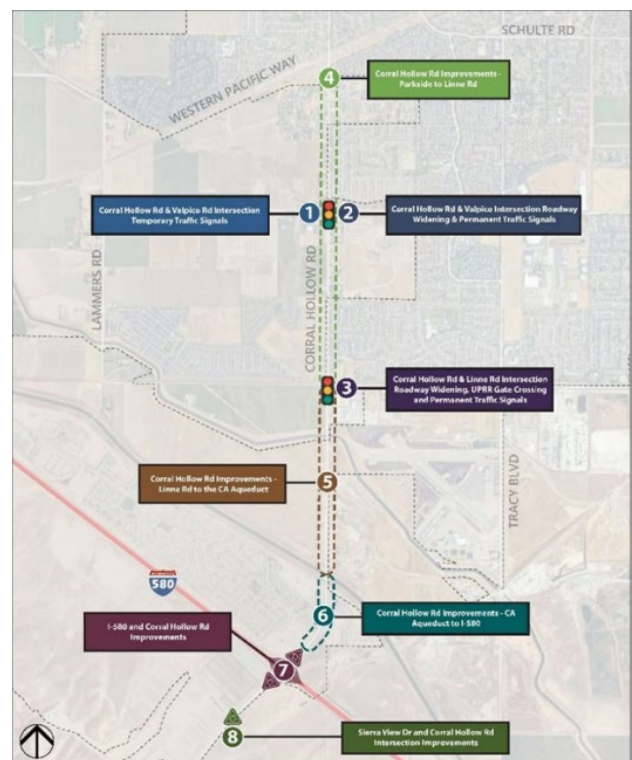 SCHULTE RD
4
Corral Hollow Rd Improvements -
Parkside to Linne Rd
WESTERN PACIFIC WAY
Corral Hollow Rd & Valpico Rd Intersection
Temporary Traffic Signals
1
2
Corral Hollow Rd & Valpico Intersection Roadway
Widening & Permanent Traffic Signals
LAMMERS RD
CORRAL HOLLOW RD
3
Corral Hollow Rd & Linne Rd Intersection
Roadway Widening, UPRR Gate Crossing
and Permanent Traffic Signals
Corral Hollow Rd Improvements -
Linne Rd to the CA Aqueduct
5
TRACY BLVD
580
6
Corral Hollow Rd Improvements - CA
Aqueduct to I-580
I-580 and Corral Hollow Rd
Improvements
7
8
Sierra View Dr and Corral Hollow Rd
Intersection Improvements